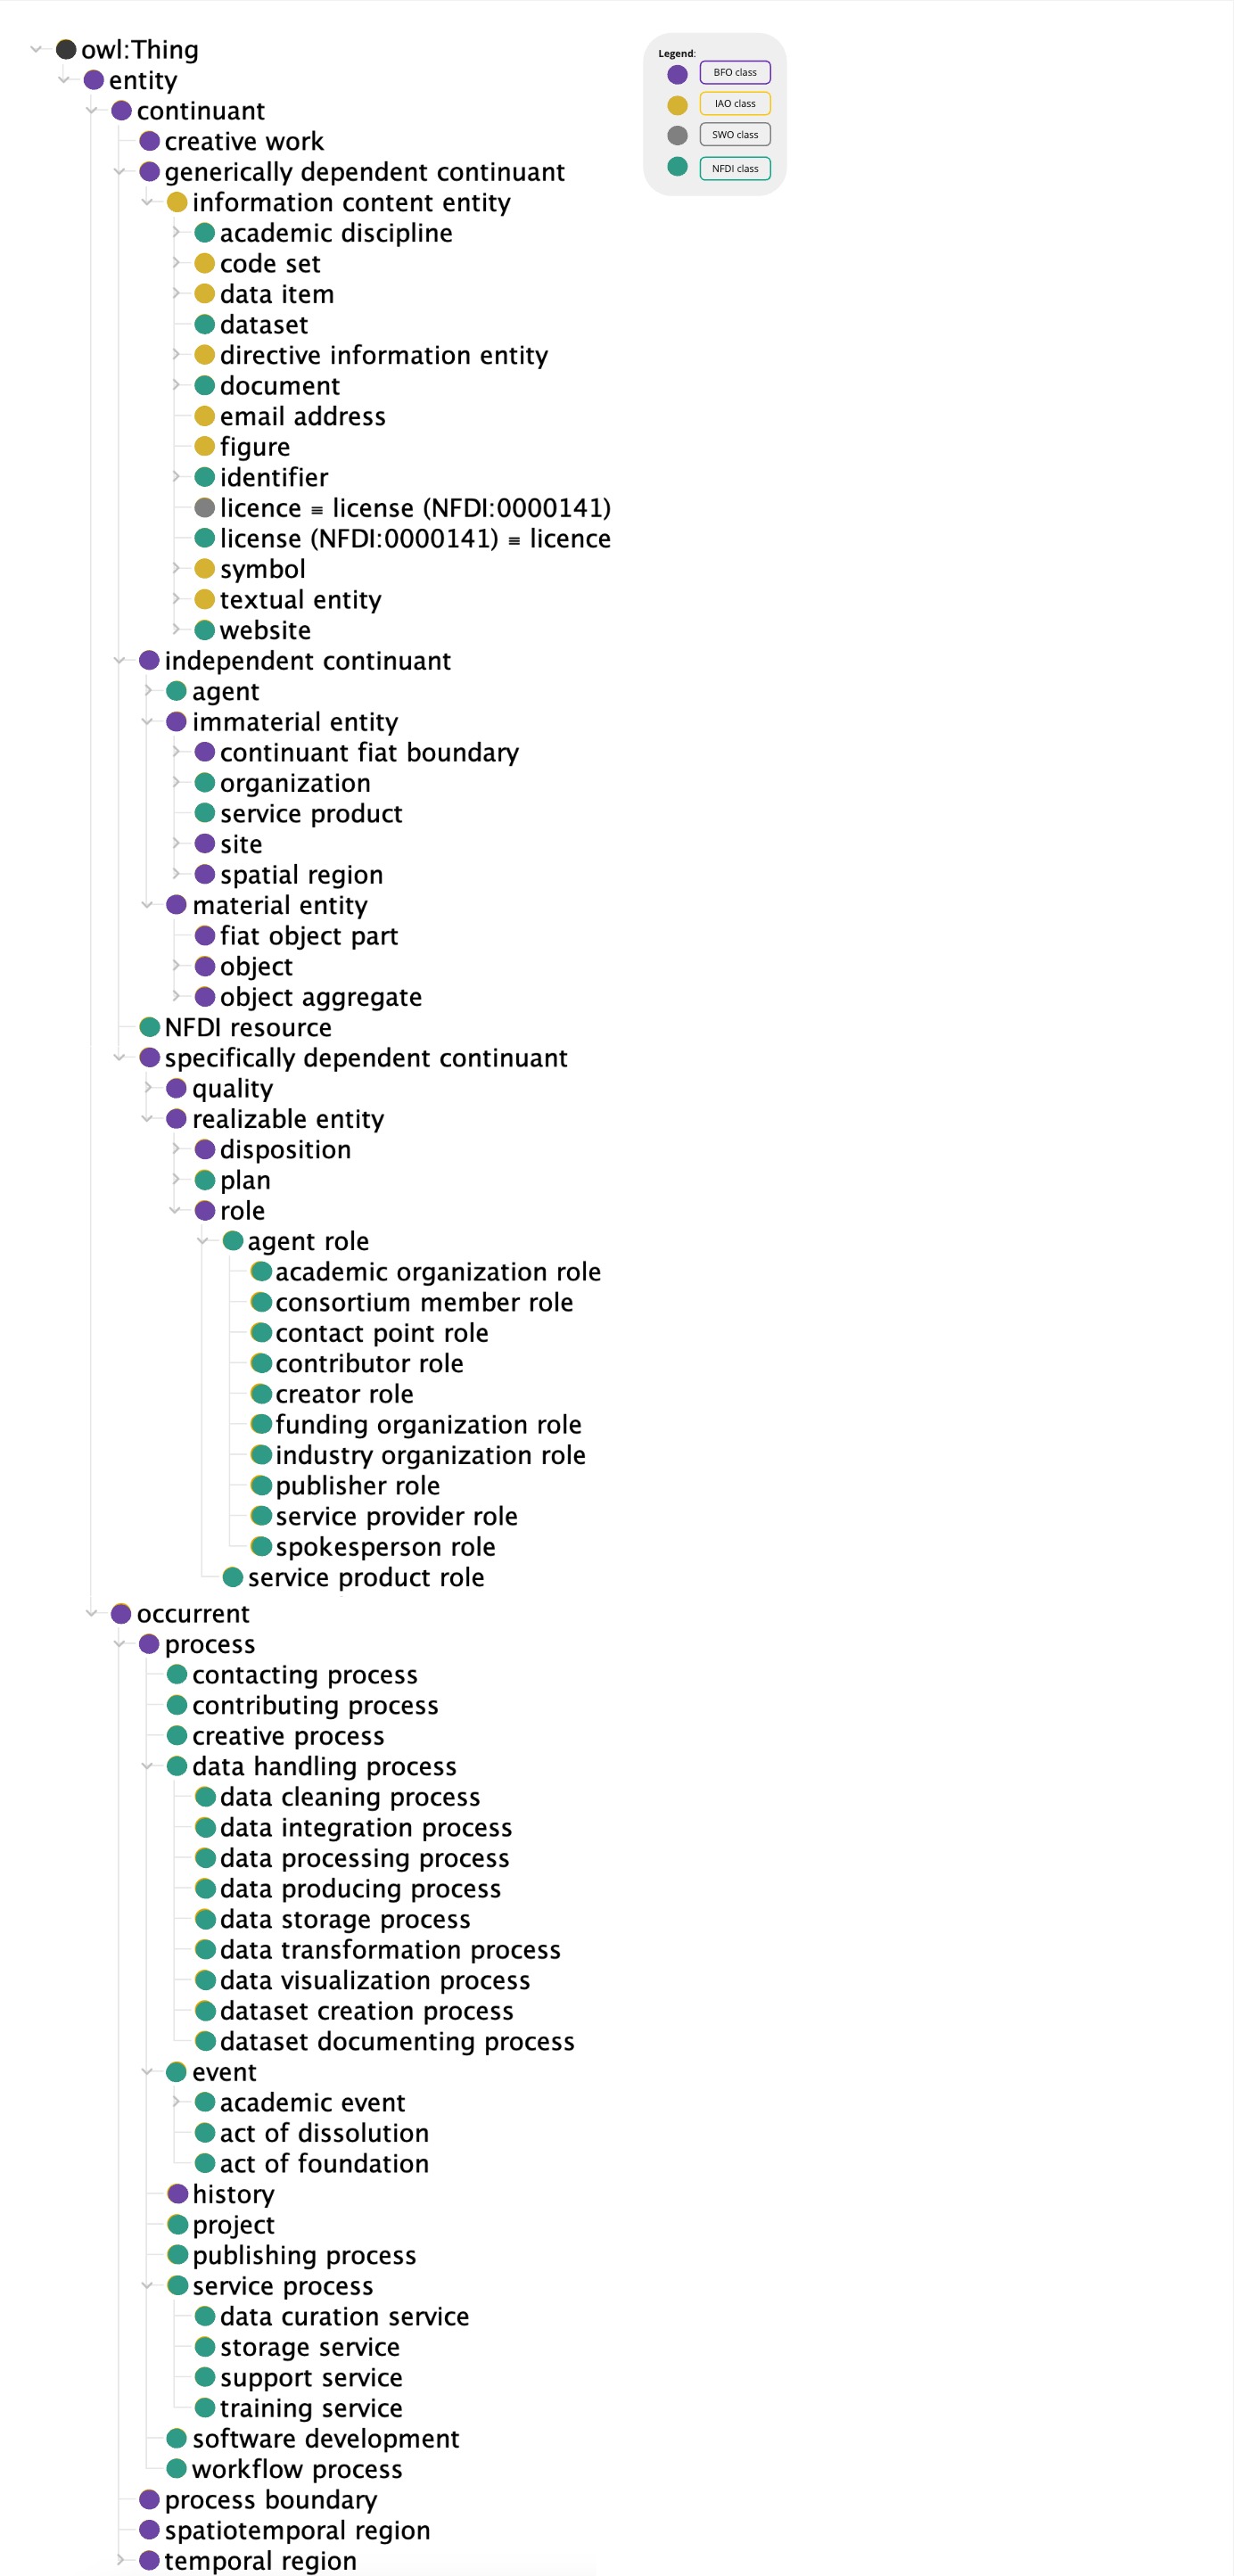 owl:Thing
entity
continuant
creative work
generically dependent continuant
information content entity
academic discipline
code set
data item
dataset
directive information entity
document
email address
figure
identifier
licence ≡ license (NFDI:0000141)
license (NFDI:0000141) ≡ licence
symbol
textual entity
website
independent continuant
agent
immaterial entity
continuant fiat boundary
organization
service product
site
spatial region
material entity
fiat object part
object
object aggregate
NFDI resource
specifically dependent continuant
quality
realizable entity
disposition
plan
role
agent role
academic organization role
consortium member role
contact point role
contributor role
creator role
funding organization role
industry organization role
publisher role
service provider role
spokesperson role
service product role
occurrent
process
contacting process
contributing process
creative process
data handling process
data cleaning process
data integration process
data processing process
data producing process
data storage process
data transformation process
data visualization process
dataset creation process
dataset documenting process
event
academic event
act of dissolution
act of foundation
history
project
publishing process
service process
data curation service
storage service
support service
training service
software development
workflow process
process boundary
spatiotemporal region
temporal region
Legend:
BFO class
IAO class
SWO class
NFDI class